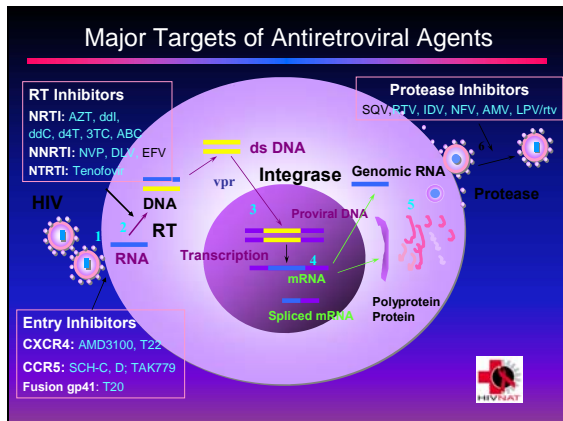 Major Targets of Antiretroviral Agents
RT Inhibitors
NRTI: AZT, ddI,
ddC, d4T, 3TC, ABC
NNRTI: NVP, DLV, EFV
NTRTI: Tenofovir
Protease Inhibitors
SQV,RTV, IDV, NFV, AMV, LPV/rtv
6
ds DNA
Genomic RNA
vpr
Integrase
Protease
HIV
DNA
1
2
RT
RNA
3
Proviral DNA
5
Transcription
4
mRNA
Spliced mRNA
Polyprotein
Protein
Entry Inhibitors
CXCR4: AMD3100, T22
CCR5: SCH-C, D; TAK779
Fusion gp41: T20
HIVNAT